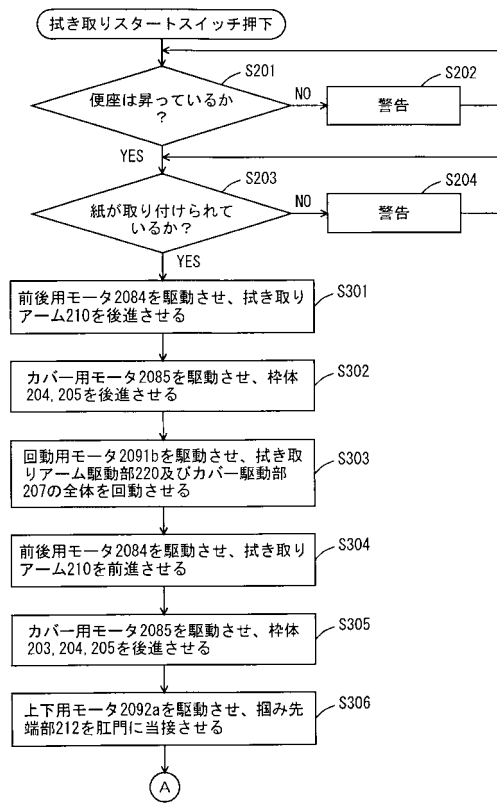 拭き取りスタートスイッチ押下
S201
便座は昇っているか
?
NO
S202
警告
YES
S203
紙が取り付けられて
いるか?
NO
S204
警告
YES
S301
前後用モータ2084を駆動させ、拭き取り
アーム210を後進させる
S302
カバー用モータ2085を駆動させ、枠体
204,205を後進させる
S303
回動用モータ2091bを駆動させ、拭き取
りアーム駆動部220及びカバー駆動部
207の全体を回動させる
S304
前後用モータ2084を駆動させ、拭き取り
アーム210を前進させる
S305
カバー用モータ2085を駆動させ、枠体
203,204,205を後進させる
S306
上下用モータ2092aを駆動させ、掴み先
端部212を肛門に当接させる
A